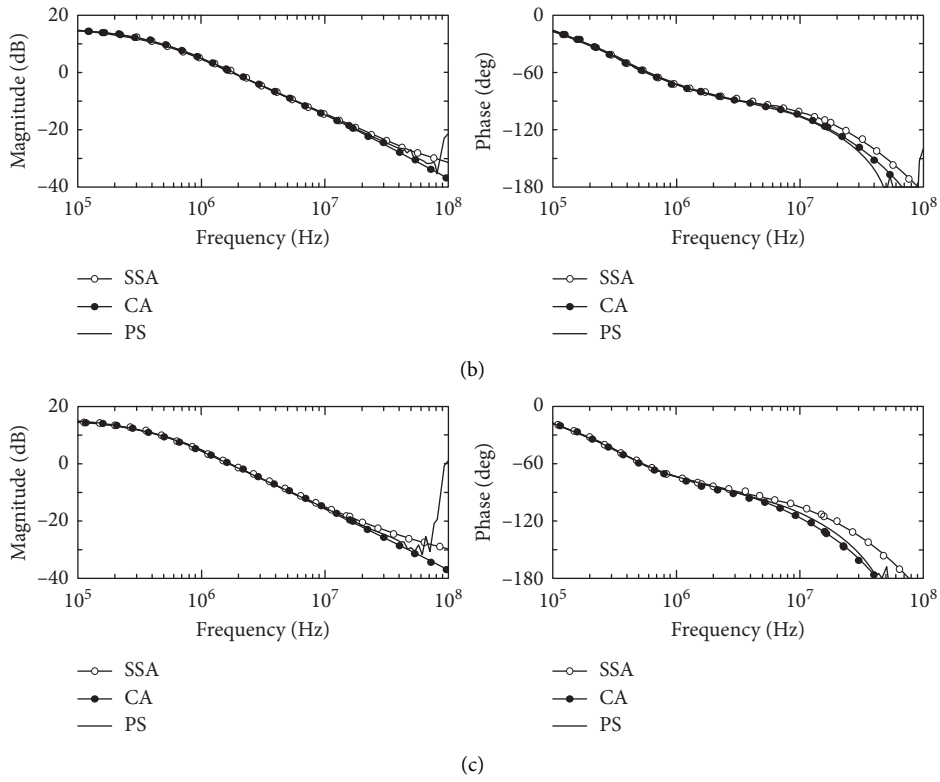 20
0
−20
−40
Magnitude (dB)
10^5
10^6
10^7
10^8
Frequency (Hz)
SSA
CA
PS
0
−60
−120
−180
Phase (deg)
10^5
10^6
10^7
10^8
Frequency (Hz)
SSA
CA
PS
(b)
20
0
−20
−40
Magnitude (dB)
10^5
10^6
10^7
10^8
Frequency (Hz)
SSA
CA
PS
0
−60
−120
−180
Phase (deg)
10^5
10^6
10^7
10^8
Frequency (Hz)
SSA
CA
PS
(c)